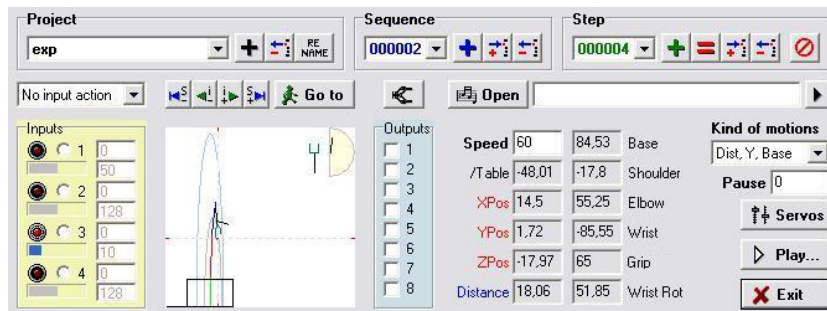 Project
exp
RE
NAME
Sequence
000002
Step
000004
No input action
S
i
i
S
Go to
Open
Inputs
1 0
50
2 0
128
3 0
10
4 0
128
Outputs
1
2
3
4
5
6
7
8
Speed 60 84,53 Base
/Table -48,01 -17,8 Shoulder
XPos 14,5 55,25 Elbow
YPos 1,72 -85,55 Wrist
ZPos -17,97 65 Grip
Distance 18,06 51,85 Wrist Rot
Kind of motions
Dist, Y, Base
Pause 0
Servos
Play...
Exit